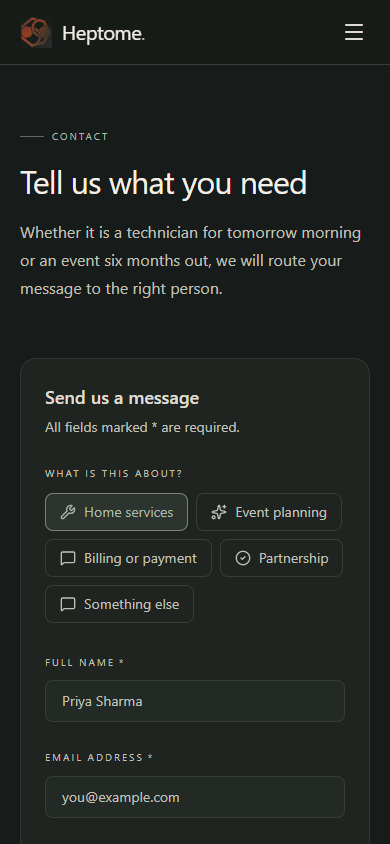 Heptome.
CONTACT
Tell us what you need
Whether it is a technician for tomorrow morning
or an event six months out, we will route your
message to the right person.
Send us a message
All fields marked * are required.
WHAT IS THIS ABOUT?
Home services
Event planning
Billing or payment
Partnership
Something else
FULL NAME *
Priya Sharma
EMAIL ADDRESS *
you@example.com